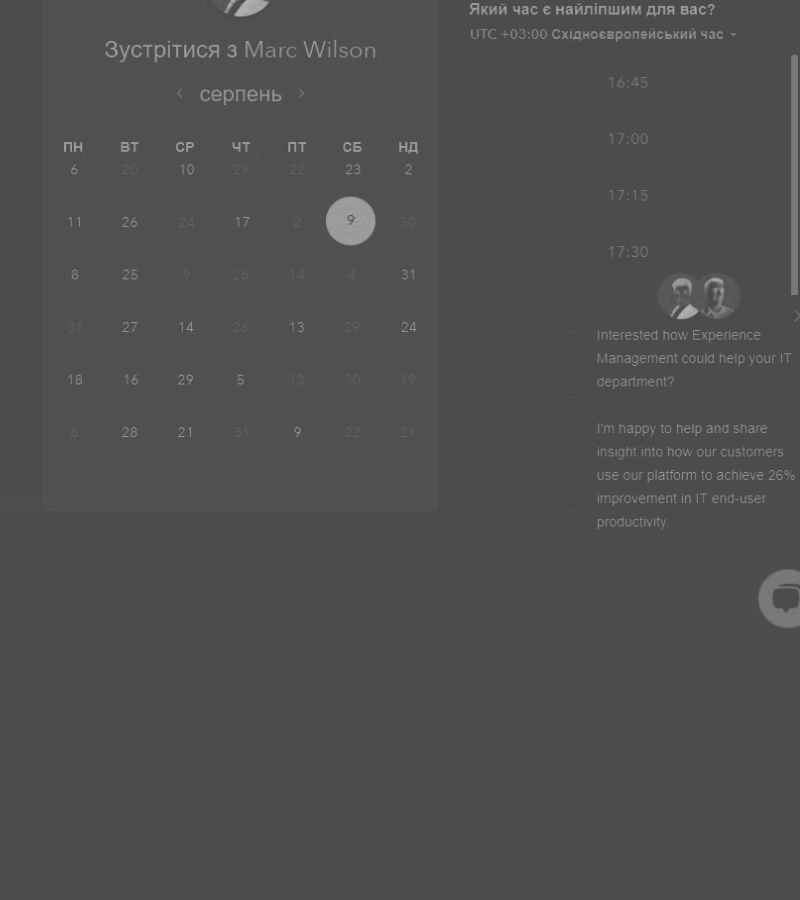 Зустрітися з Marc Wilson
серпень
ПН ВТ СР ЧТ ПТ СБ НД
6 20 10 29 22 23 2
11 26 24 17 2 9 30
8 25 9 26 14 4 31
31 27 14 26 13 29 24
18 16 29 5 13 30 19
6 28 21 31 9 22 21
Який час є найліпшим для вас?
UTC +03:00 Східноєвропейський час
16:45
17:00
17:15
17:30
Interested how Experience
Management could help your IT
department?
I'm happy to help and share
insight into how our customers
use our platform to achieve 26%
improvement in IT end-user
productivity.